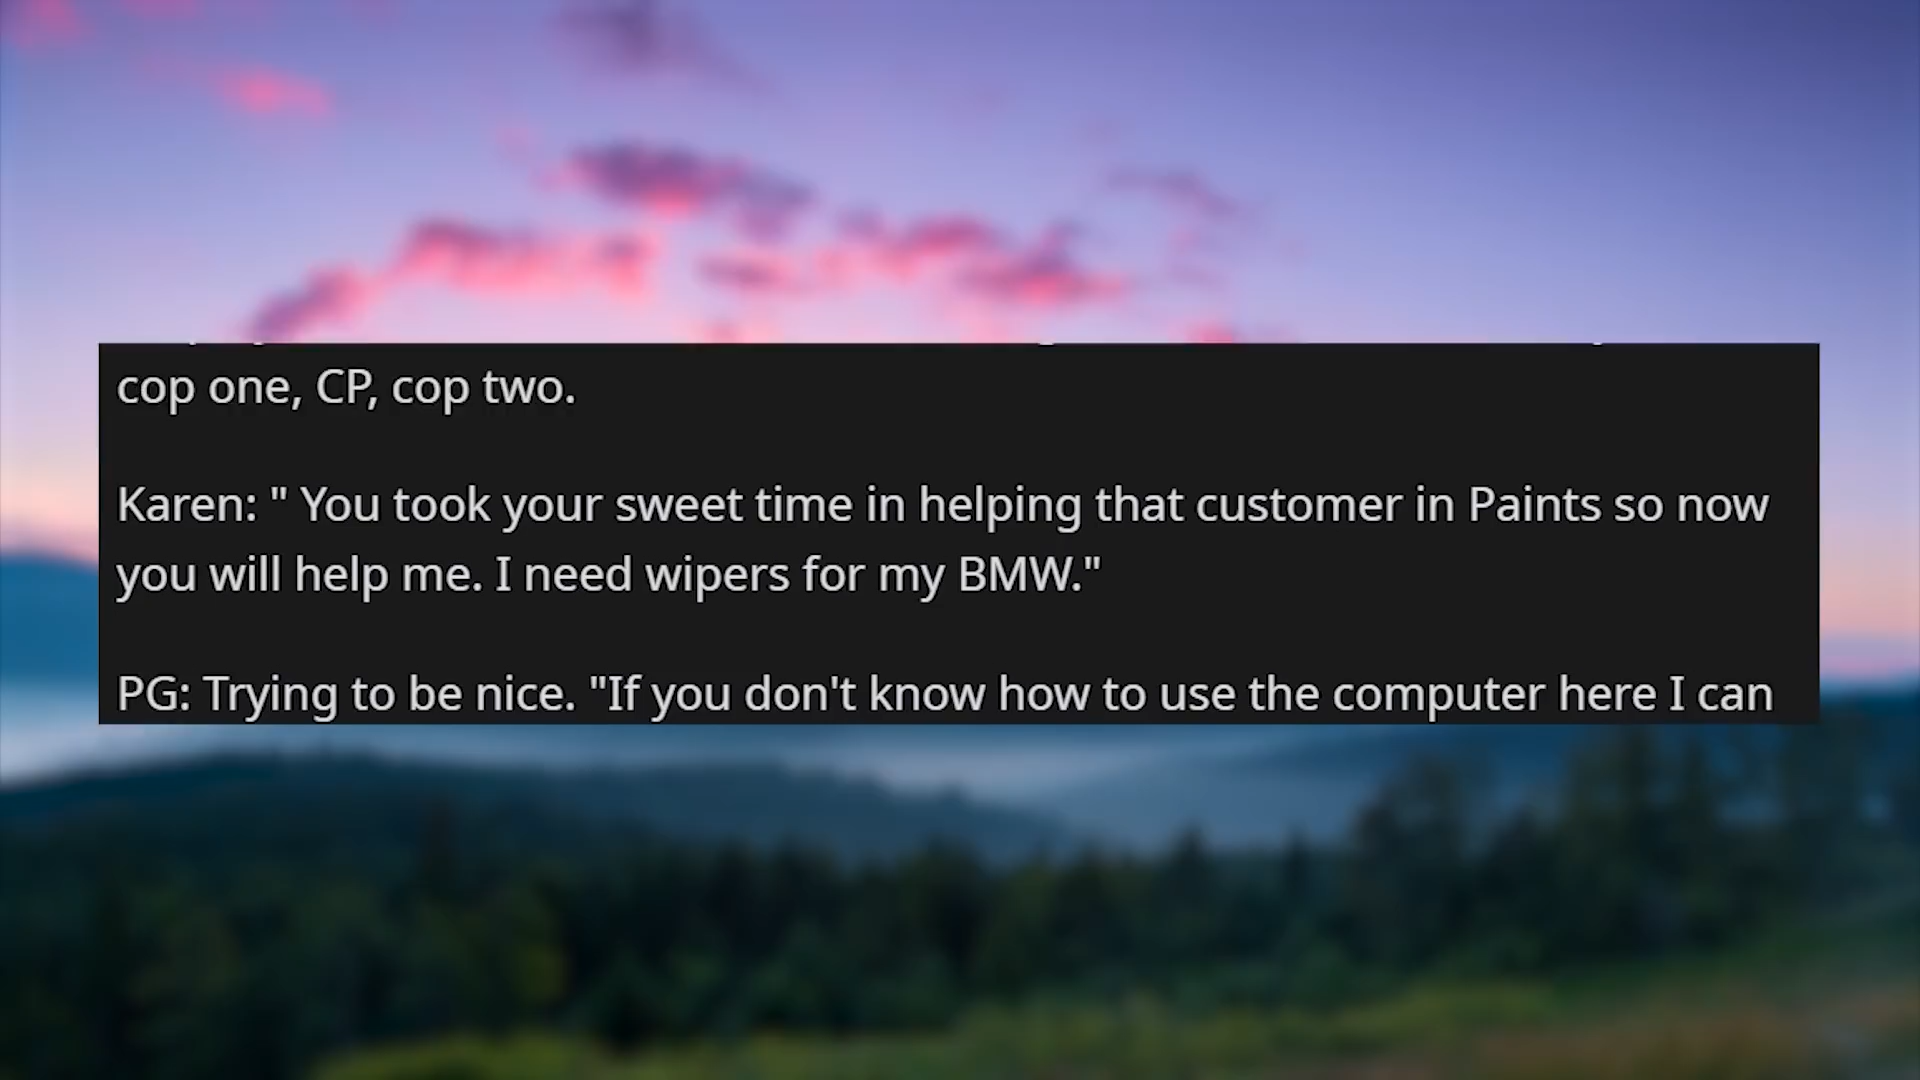 cop one, CP, cop two.
Karen: " You took your sweet time in helping that customer in Paints so now
you will help me. I need wipers for my BMW."
PG: Trying to be nice. "If you don't know how to use the computer here I can